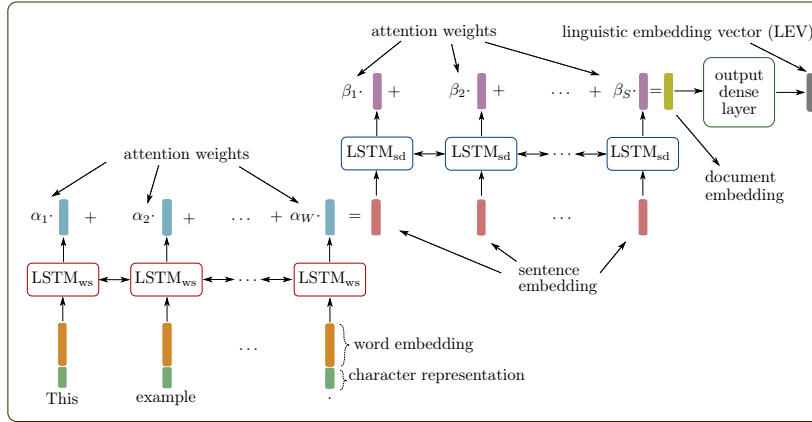 attention weights
linguistic embedding vector (LEV)
β1· + β2· + ... + βS· =
output
dense
layer
LSTMsd LSTMsd ... LSTMsd
document
embedding
attention weights
α1· + α2· + ... + αW· = ...
sentence
embedding
LSTMws LSTMws ... LSTMws
... word embedding
character representation
This example .